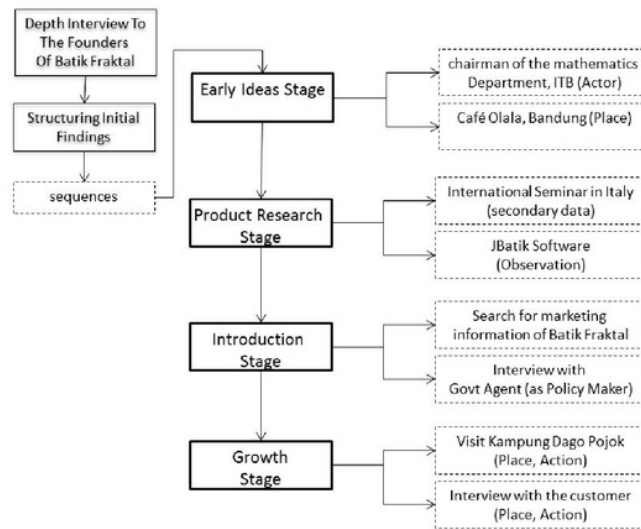 Depth Interview To
The Founders
Of Batik Fraktal
Structuring Initial
Findings
sequences
Early Ideas Stage
chairman of the mathematics
Department, ITB (Actor)
Café Olala, Bandung (Place)
Product Research
Stage
International Seminar in Italy
(secondary data)
JBatik Software
(Observation)
Introduction
Stage
Search for marketing
information of Batik Fraktal
Interview with
Govt Agent (as Policy Maker)
Growth
Stage
Visit Kampung Dago Pojok
(Place, Action)
Interview with the customer
(Place, Action)